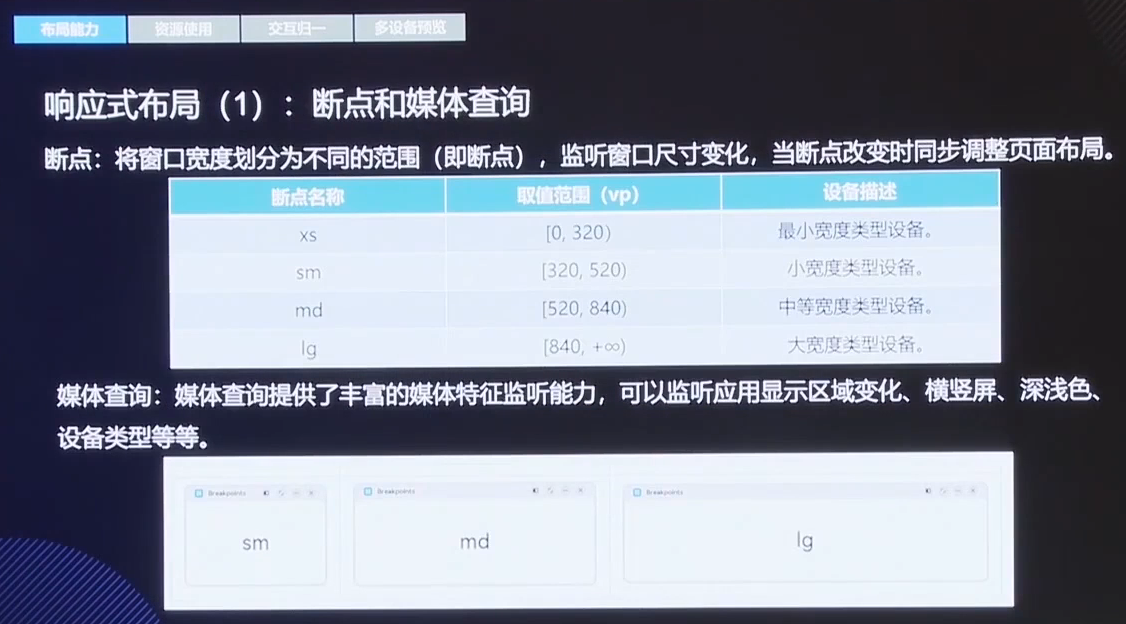 布局能力 资源使用 交互归一 多设备预览
响应式布局（1）：断点和媒体查询
断点：将窗口宽度划分为不同的范围（即断点），监听窗口尺寸变化，当断点改变时同步调整页面布局。
断点名称 取值范围（vp） 设备描述
xs [0, 320) 最小宽度类型设备。
sm [320, 520) 小宽度类型设备。
md [520, 840) 中等宽度类型设备。
lg [840, +∞) 大宽度类型设备。
媒体查询：媒体查询提供了丰富的媒体特征监听能力，可以监听应用显示区域变化、横竖屏、深浅色、
设备类型等等。
Breakpoints Breakpoints Breakpoints
sm md lg